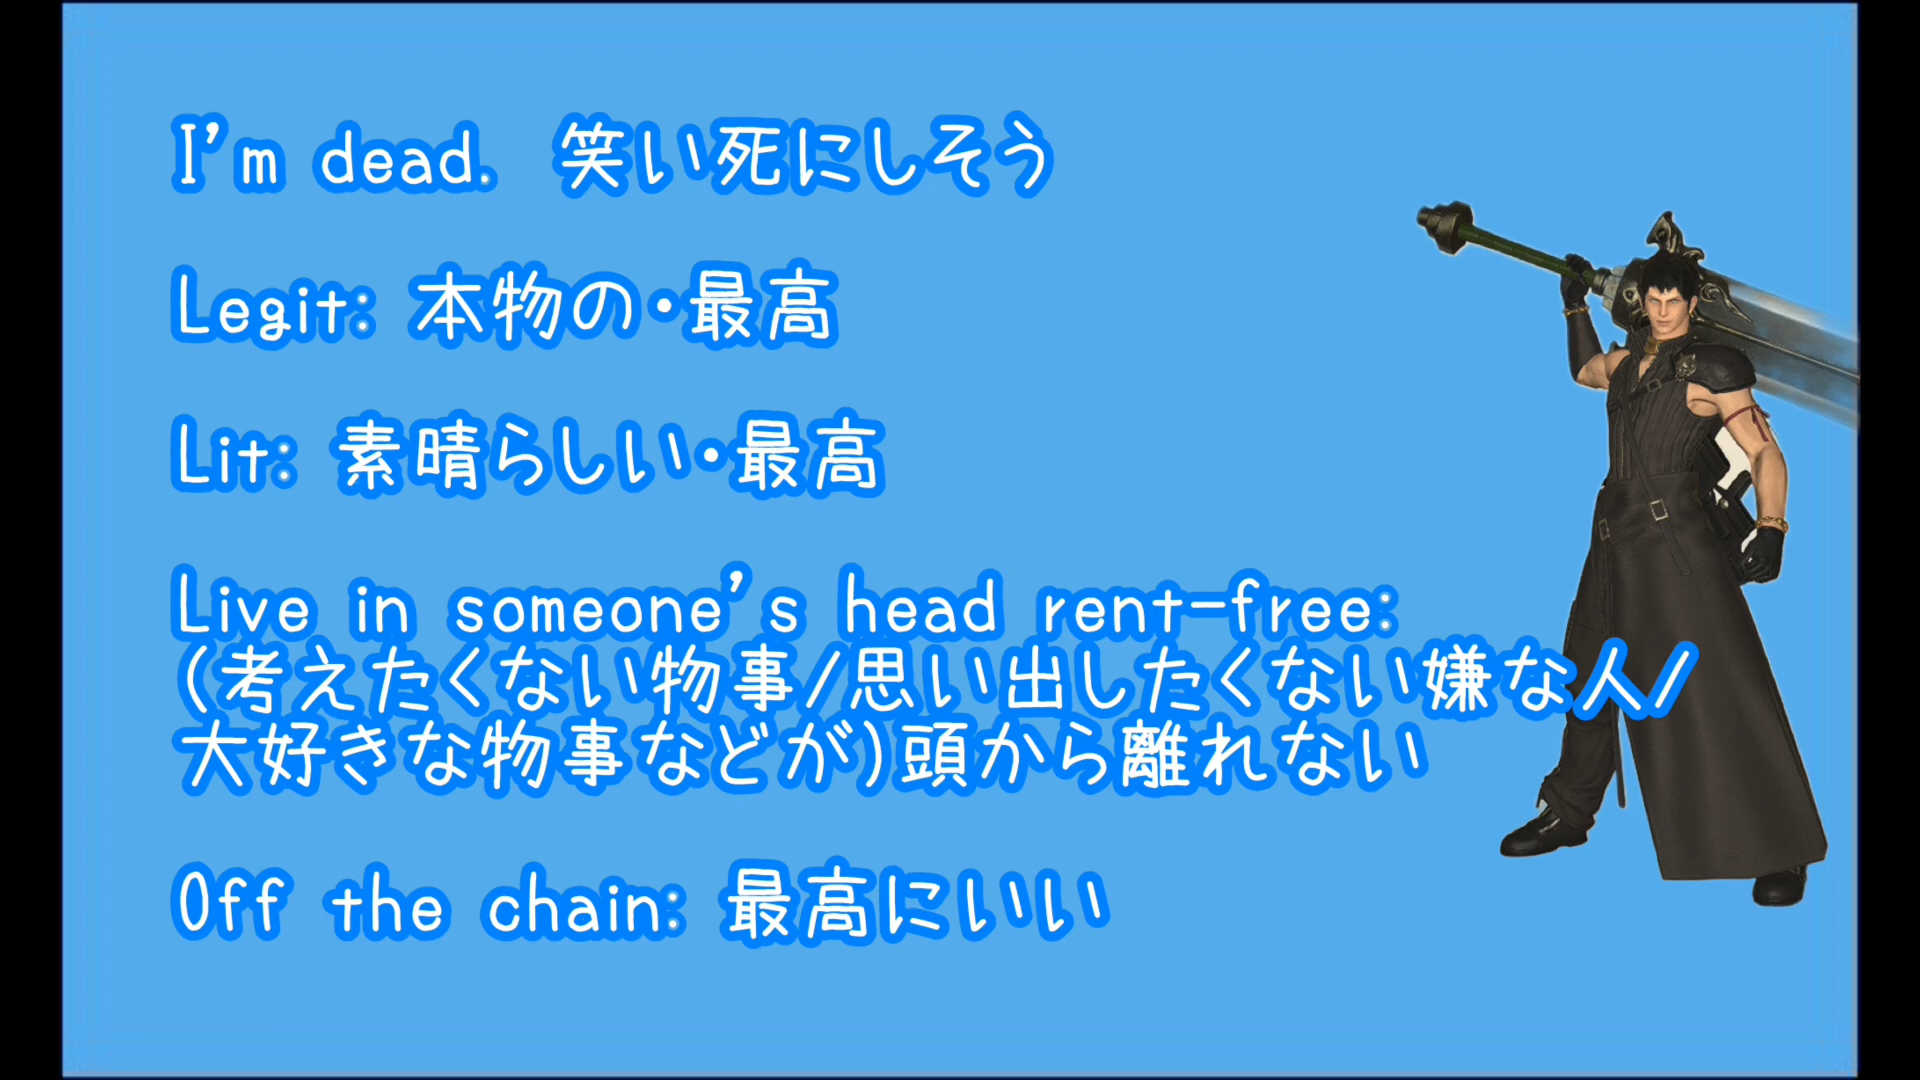 I'm dead. 笑い死にしそう
Legit: 本物の・最高
Lit: 素晴らしい・最高
Live in someone's head rent-free:
(考えたくない物事/思い出したくない嫌な人/
大好きな物事などが)頭から離れない
Off the chain: 最高にいい